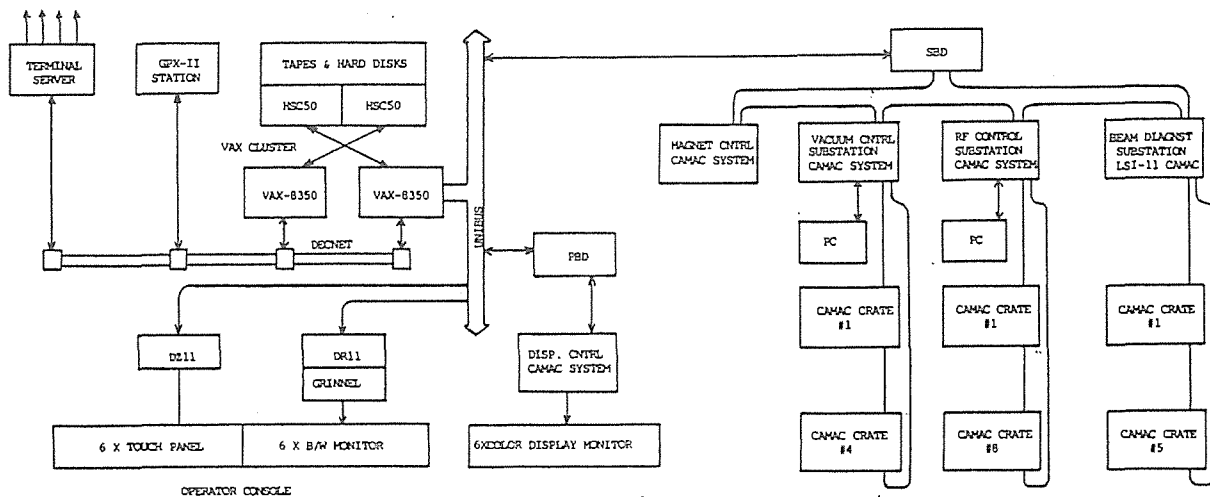 TERMINAL
SERVER
GPX-II
STATION
TAPES & HARD DISKS
HSC50
HSC50
VAX CLUSTER
VAX-8350
VAX-8350
DECNET
UNIBUS
SBD
MAGNET CNTRL
CAMAC SYSTEM
VACUUM CNTRL
SUBSTATION
CAMAC SYSTEM
RF CONTROL
SUBSTATION
CAMAC SYSTEM
BEAM DIAGNST
SUBSTATION
LSI-11 CAMAC
PC
PC
PBD
CAMAC CRATE
#1
CAMAC CRATE
#1
CAMAC CRATE
#1
DZ11
DR11
GRINNEL
DISP. CNTRL
CAMAC SYSTEM
6 X TOUCH PANEL
6 X B/W MONITOR
6XCOLOR DISPLAY MONITOR
CAMAC CRATE
#4
CAMAC CRATE
#8
CAMAC CRATE
#5
OPERATOR CONSOLE